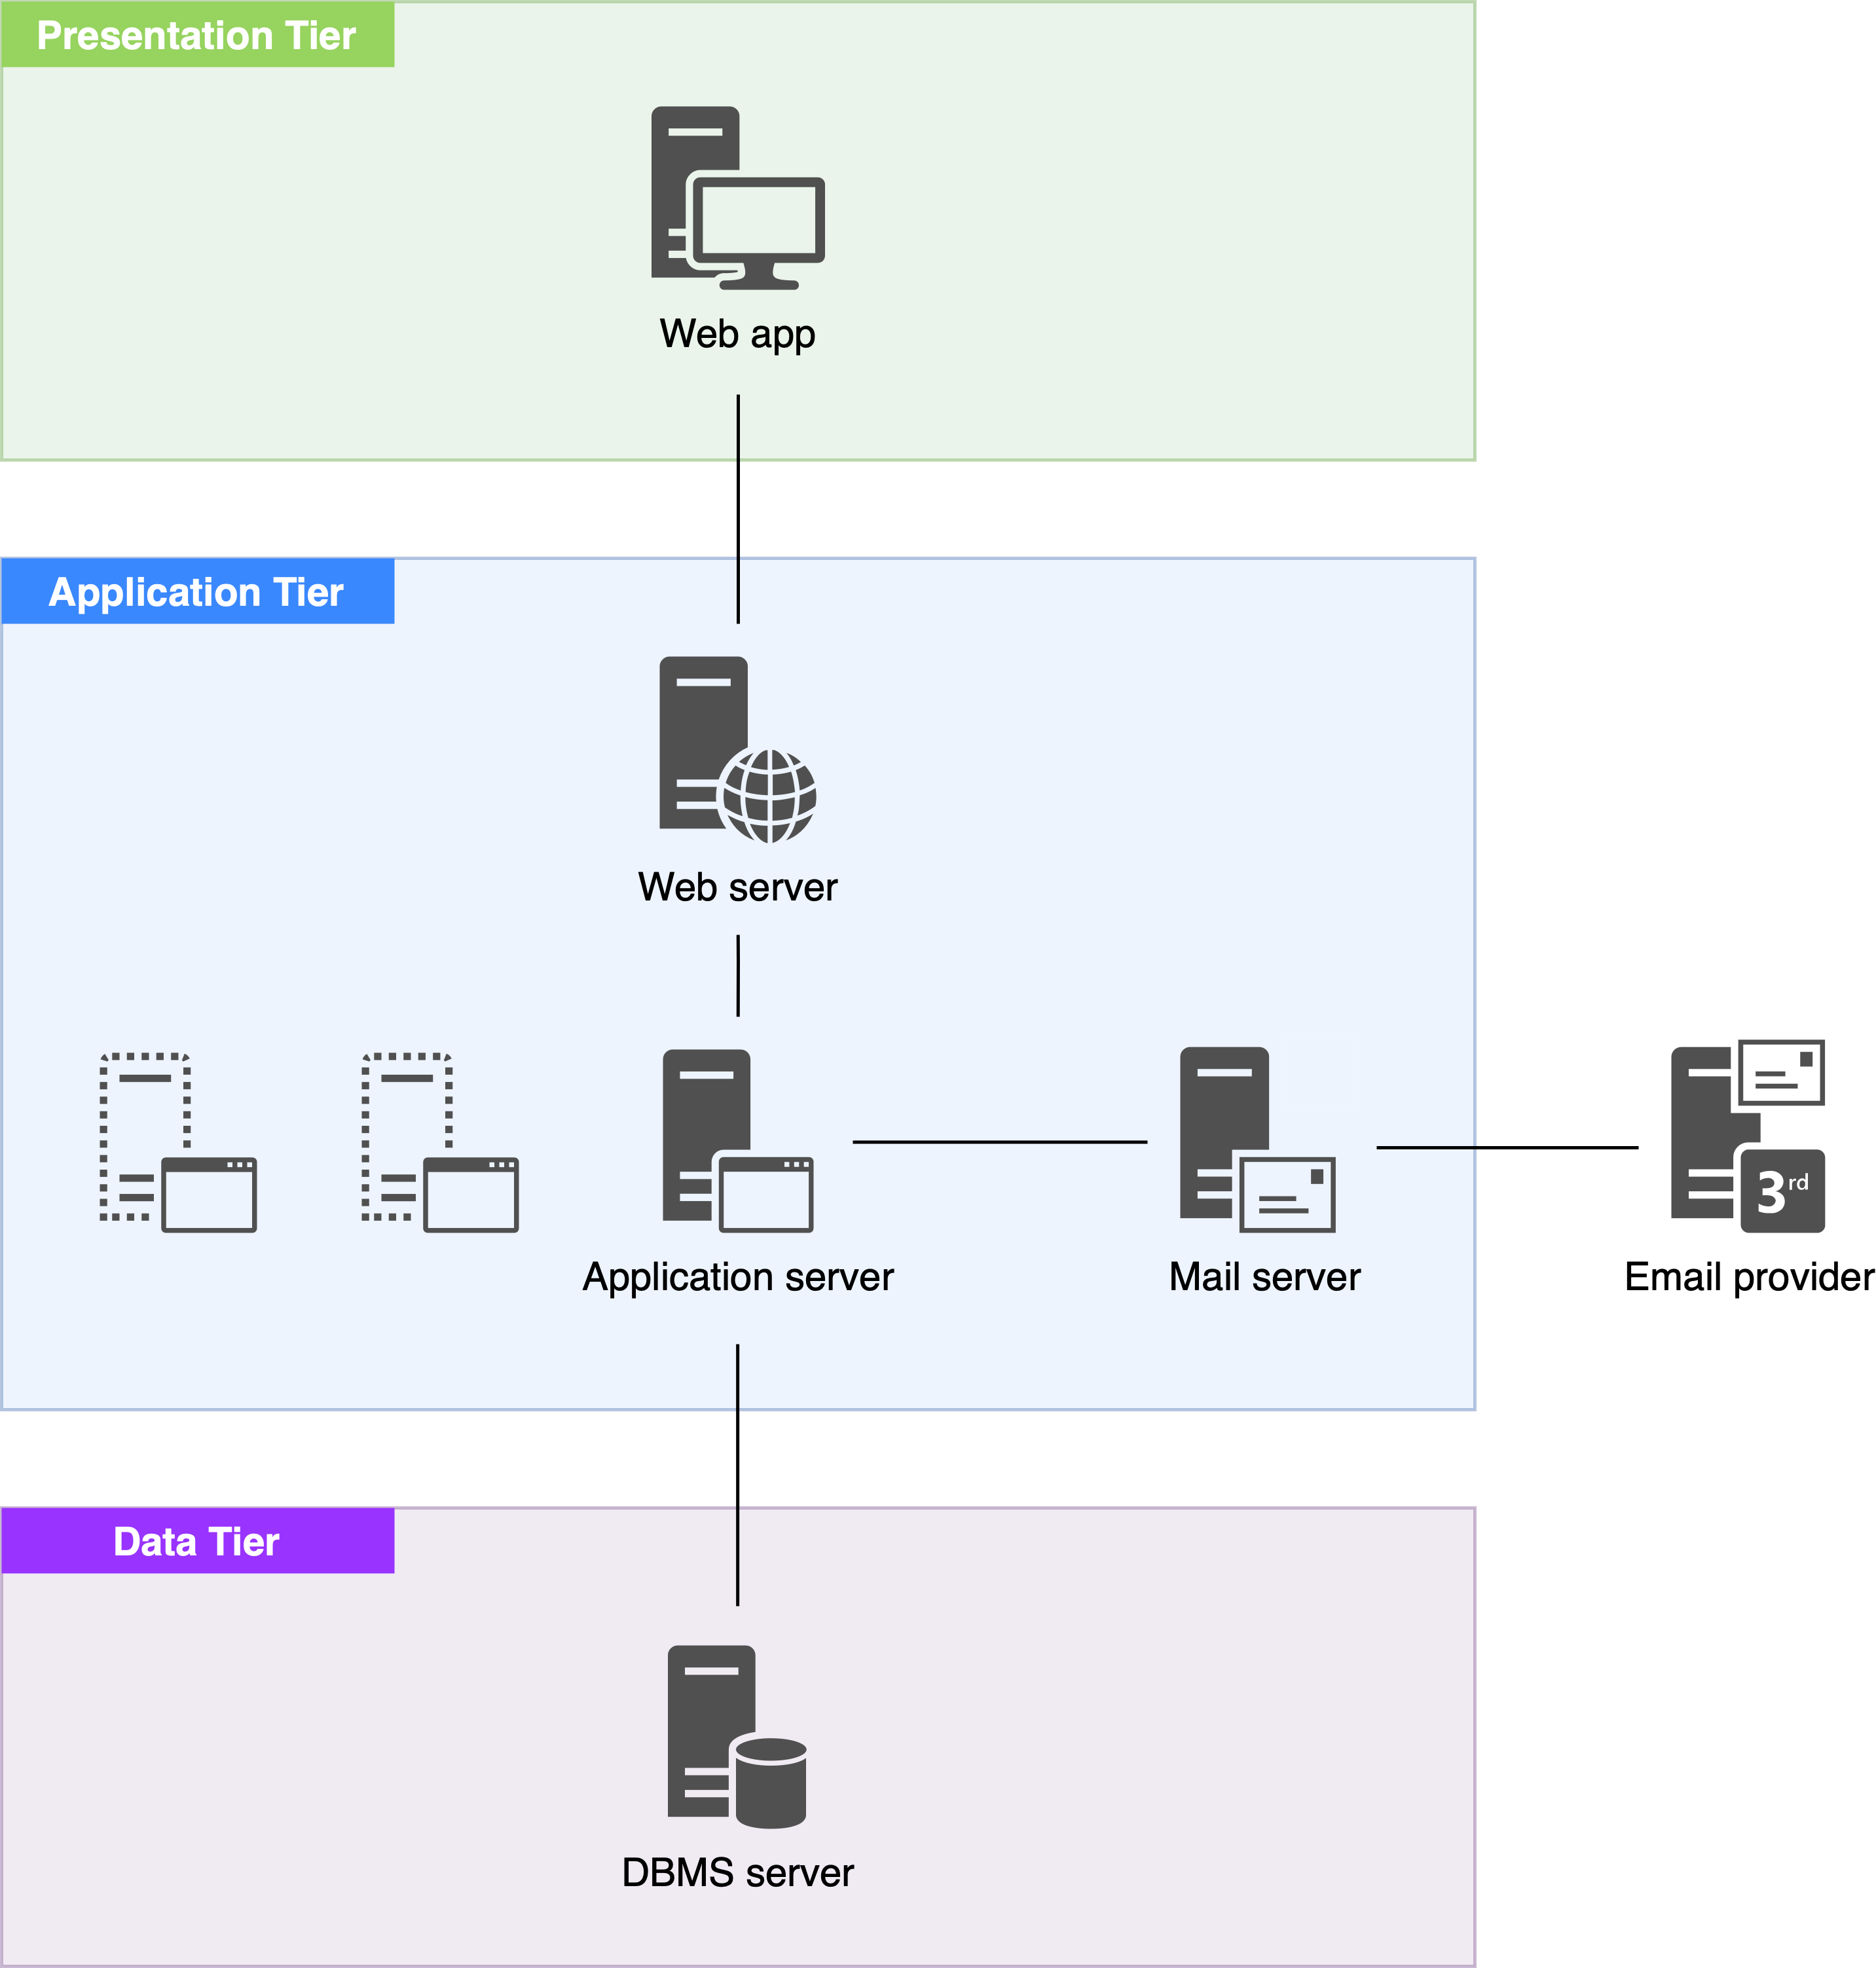 Presentation Tier
Web app
Application Tier
Web server
Application server
Mail server
3rd
Email provider
Data Tier
DBMS server